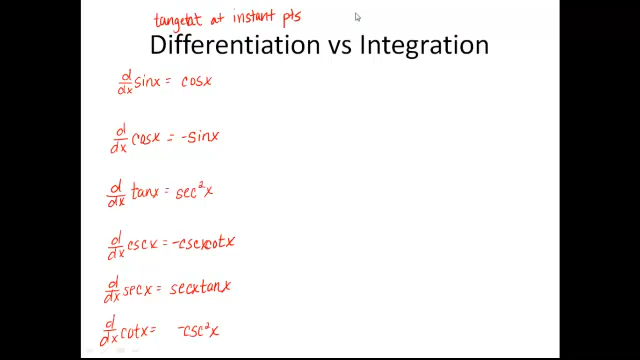 tangent at instant pts
Differentiation vs Integration
d/dx sinx = cosx
d/dx cosx = -sinx
d/dx tanx = sec²x
d/dx cscx = -cscxcotx
d/dx secx = secxtanx
d/dx cotx = -csc²x